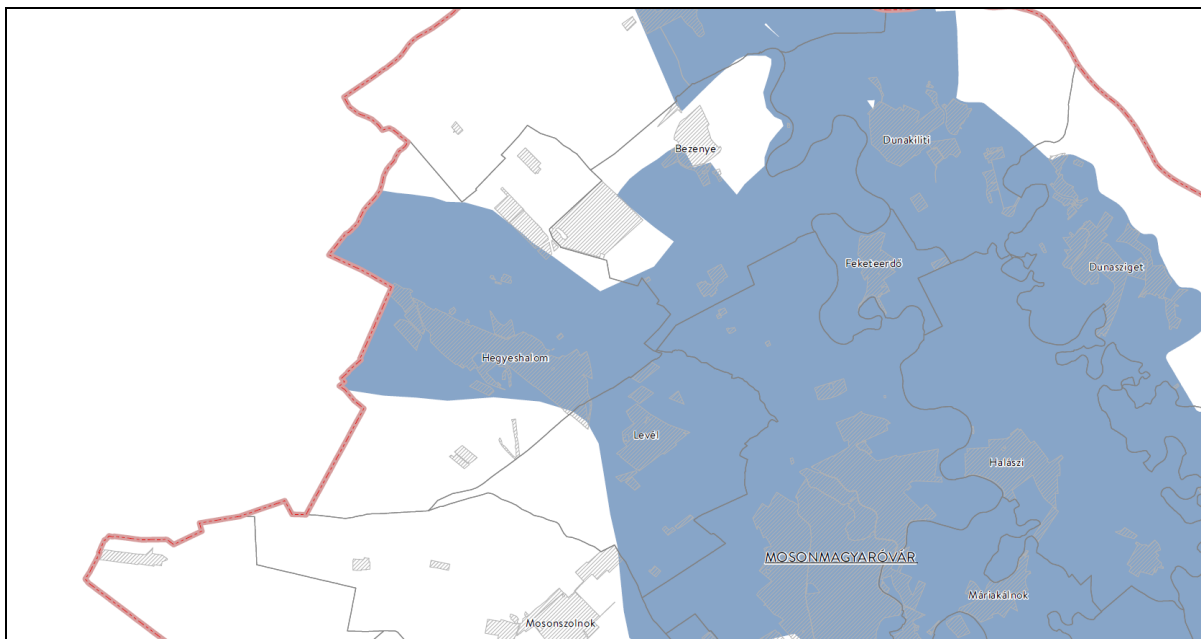 Bezenye
Dunakiliti
Feketeerdő
Dunasziget
Hegyeshalom
Levél
Halászi
MOSONMAGYARÓVÁR
Máriakálnok
Mosonszolnok